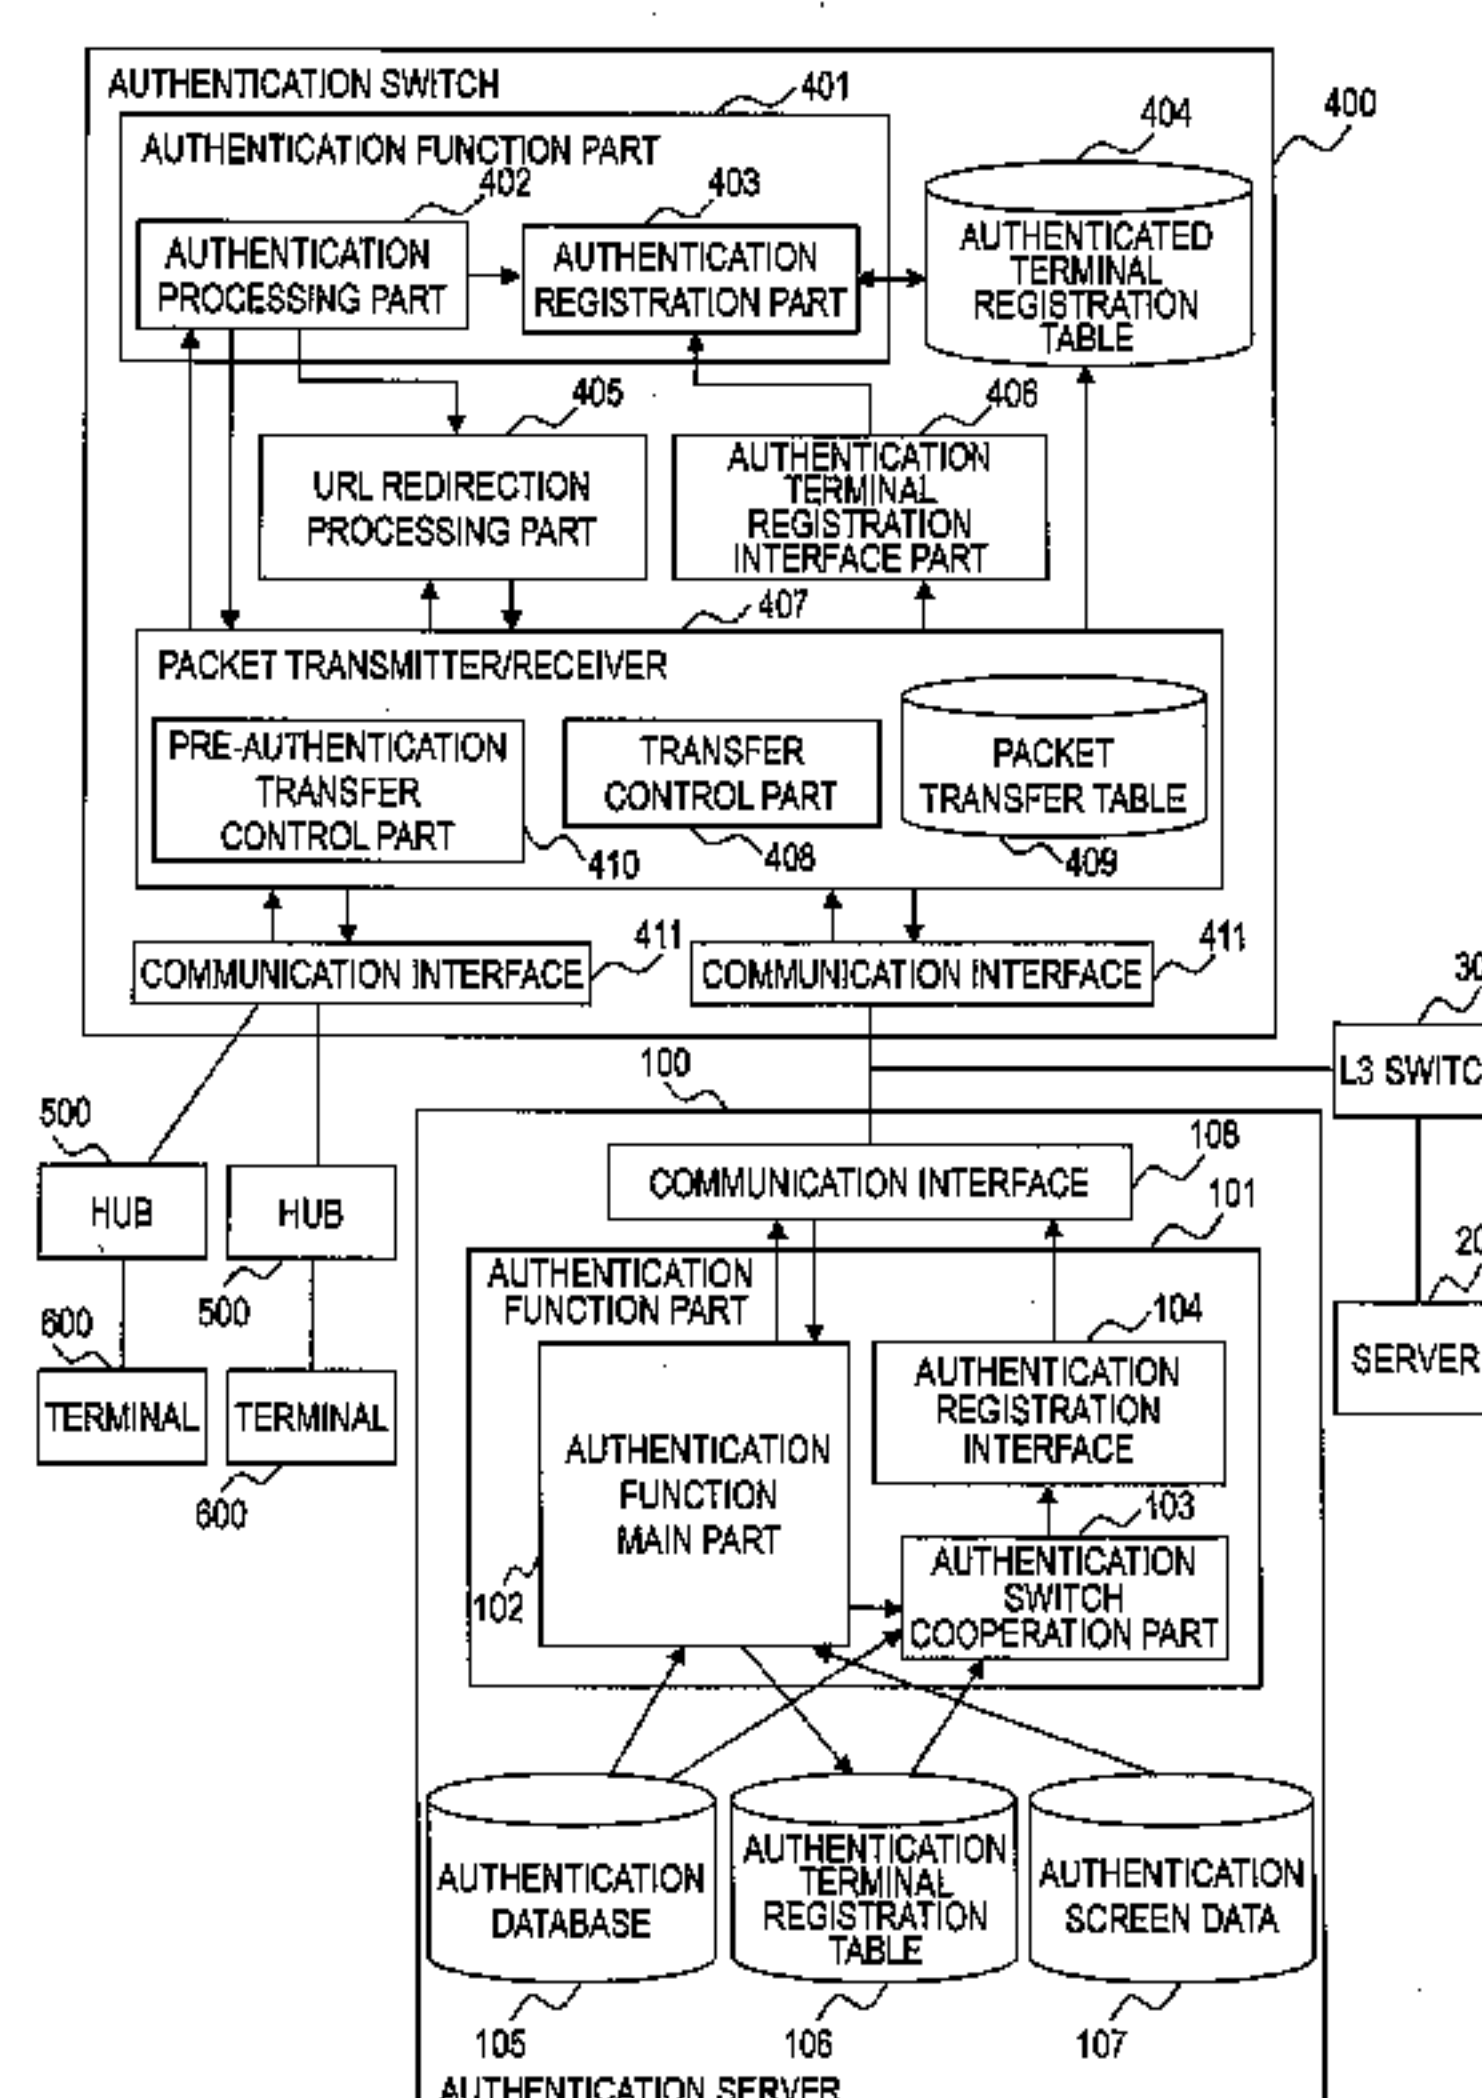 AUTHENTICATION SWITCH
401
400
404
AUTHENTICATION FUNCTION PART
402
403
AUTHENTICATION
PROCESSING PART
AUTHENTICATION
REGISTRATION PART
AUTHENTICATED
TERMINAL
REGISTRATION
TABLE
405
406
URL REDIRECTION
PROCESSING PART
AUTHENTICATION
TERMINAL
REGISTRATION
INTERFACE PART
407
PACKET TRANSMITTER/RECEIVER
PRE-AUTHENTICATION
TRANSFER
CONTROL PART
TRANSFER
CONTROL PART
PACKET
TRANSFER TABLE
410
408
409
411
411
COMMUNICATION INTERFACE
COMMUNICATION INTERFACE
30
L3 SWITC
100
500
108
COMMUNICATION INTERFACE
101
HUB
HUB
500
20
AUTHENTICATION
FUNCTION PART
600
104
SERVER
TERMINAL
TERMINAL
600
AUTHENTICATION
REGISTRATION
INTERFACE
AUTHENTICATION
FUNCTION
MAIN PART
103
102
AUTHENTICATION
SWITCH
COOPERATION PART
AUTHENTICATION
DATABASE
AUTHENTICATION
TERMINAL
REGISTRATION
TABLE
AUTHENTICATION
SCREEN DATA
105
106
107
AUTHENTICATION SERVER